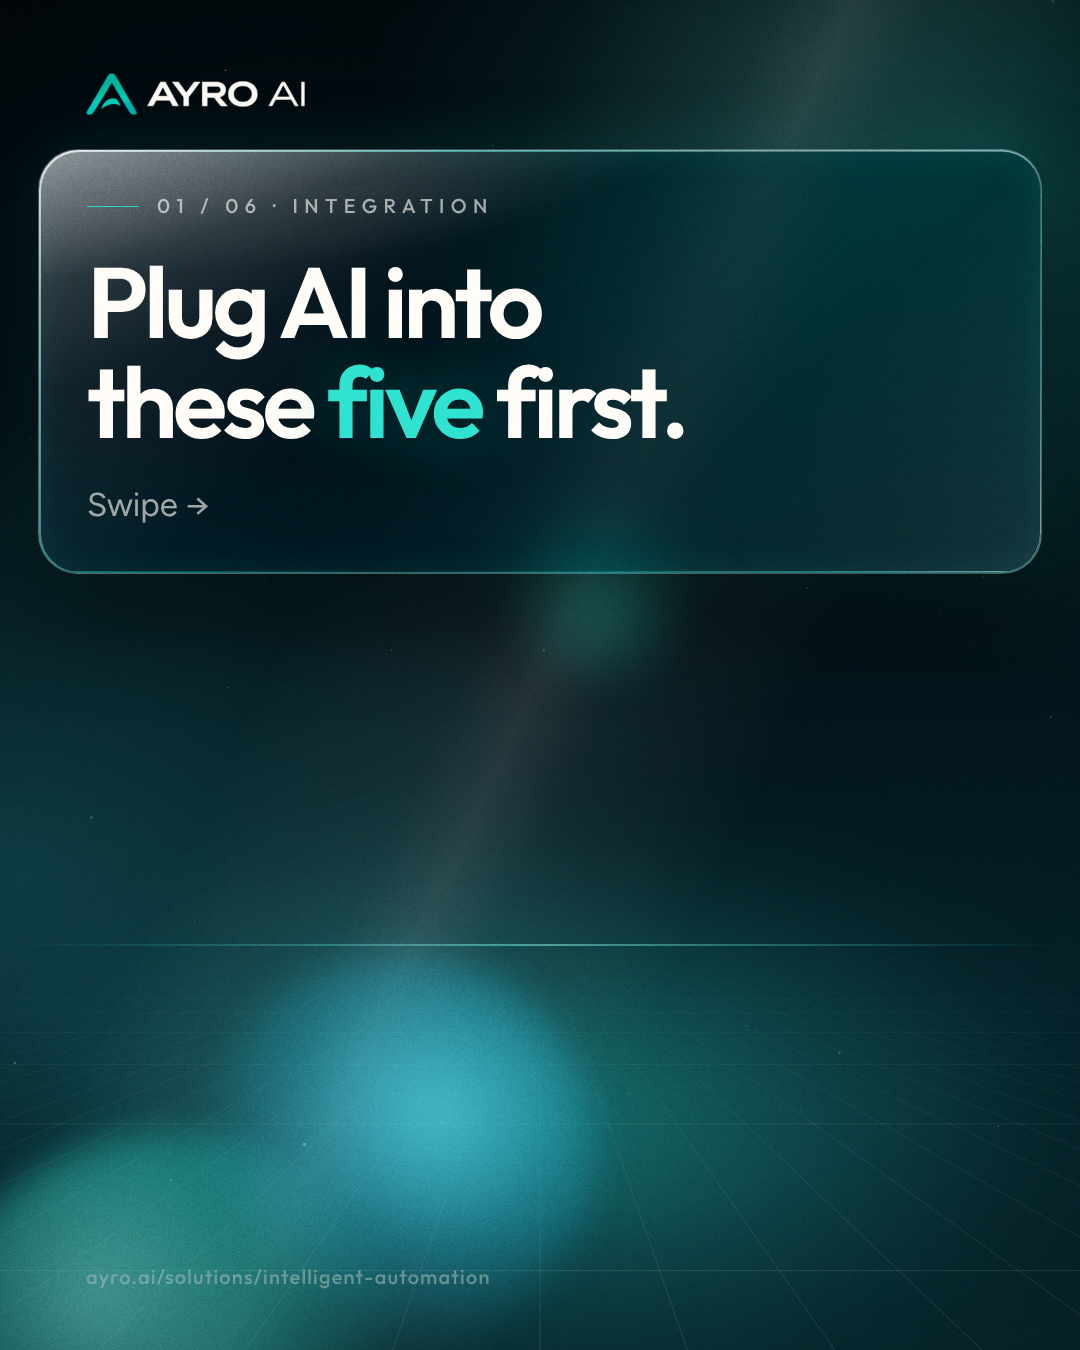 AYRO AI
01 / 06 · INTEGRATION
Plug AI into
these five first.
Swipe →
ayro.ai/solutions/intelligent-automation